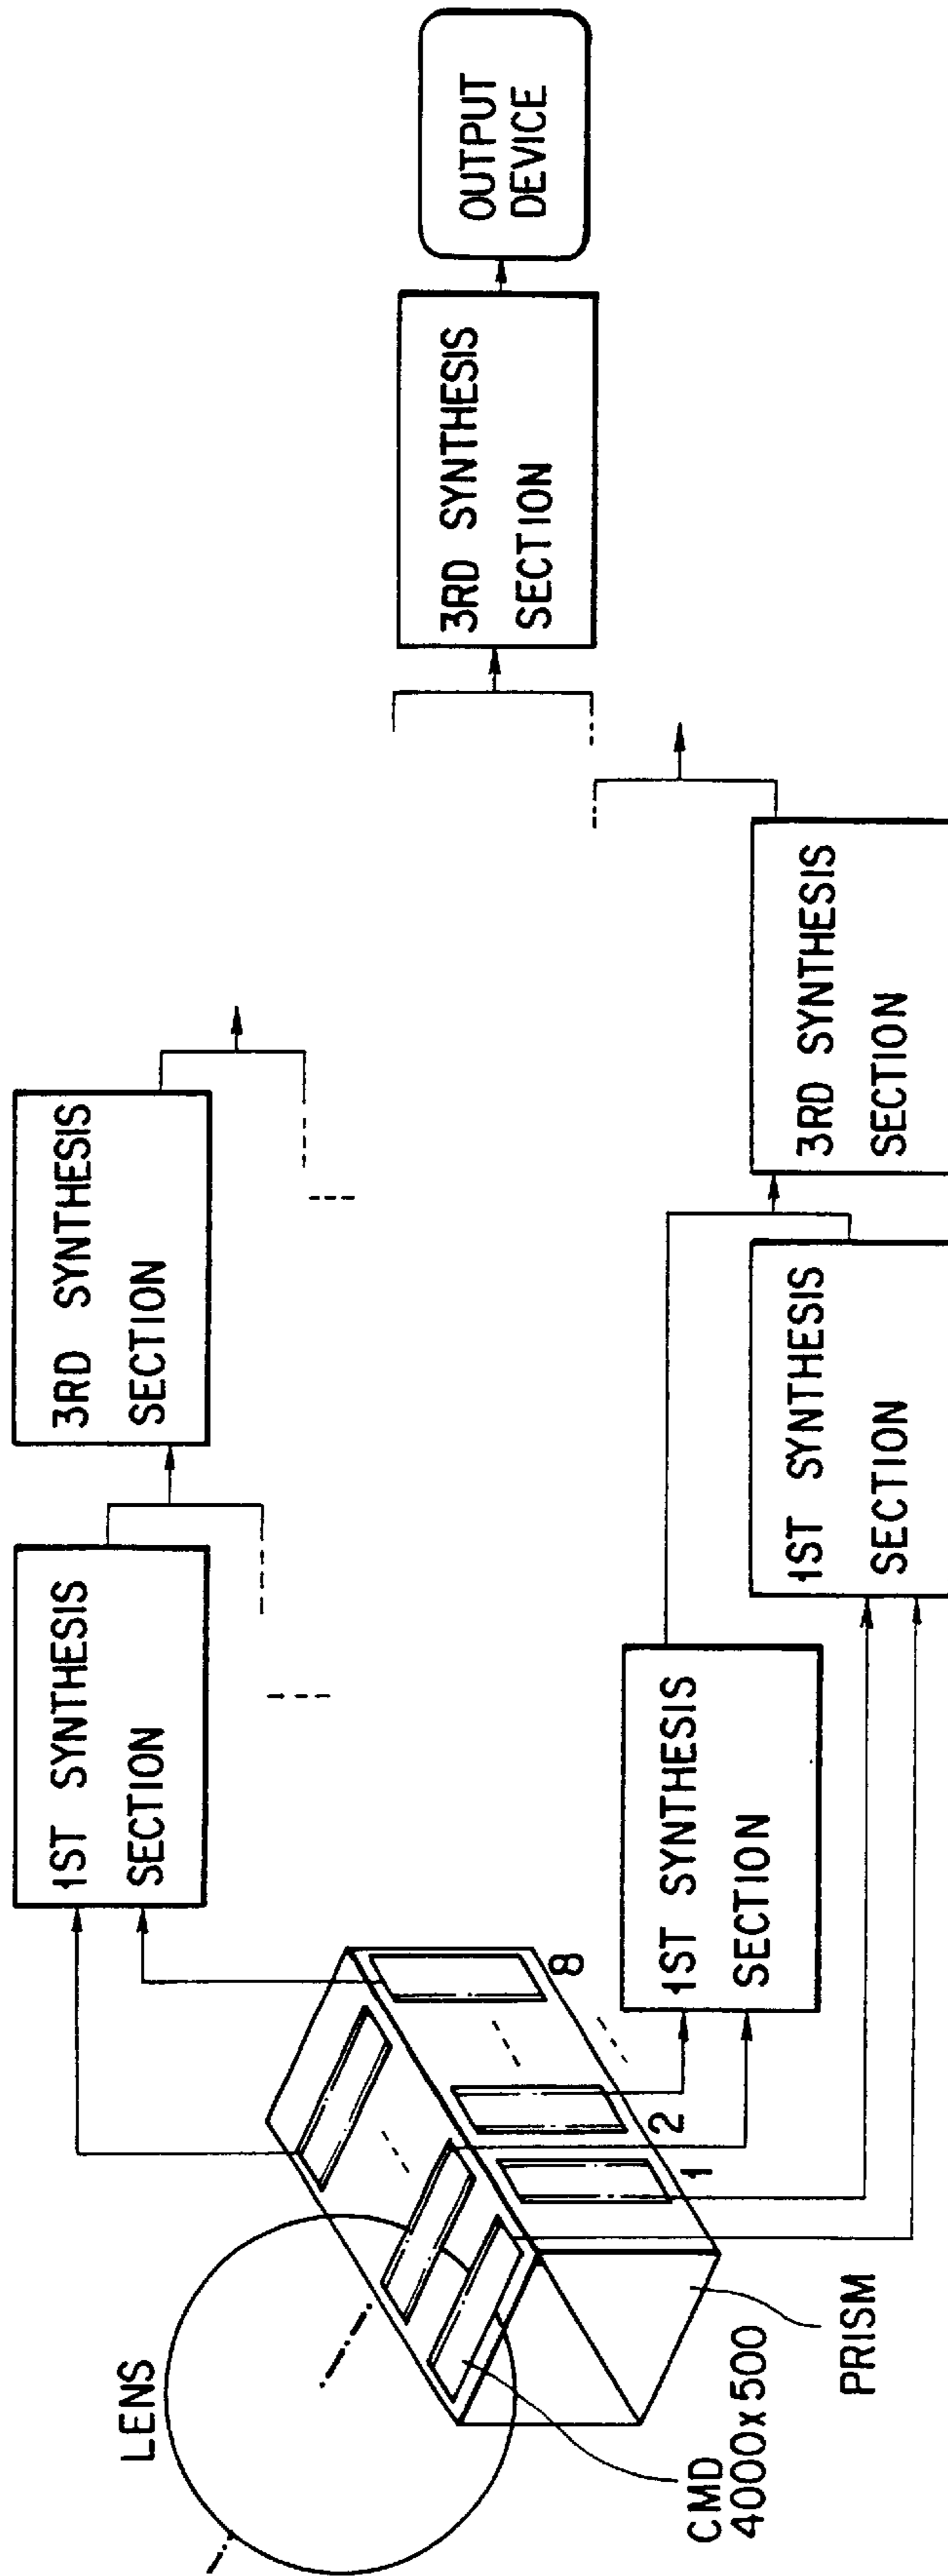 LENS
CMD
4000x500
PRISM
1
2
8
1ST SYNTHESIS
SECTION
1ST SYNTHESIS
SECTION
1ST SYNTHESIS
SECTION
3RD SYNTHESIS
SECTION
3RD SYNTHESIS
SECTION
3RD SYNTHESIS
SECTION
OUTPUT
DEVICE